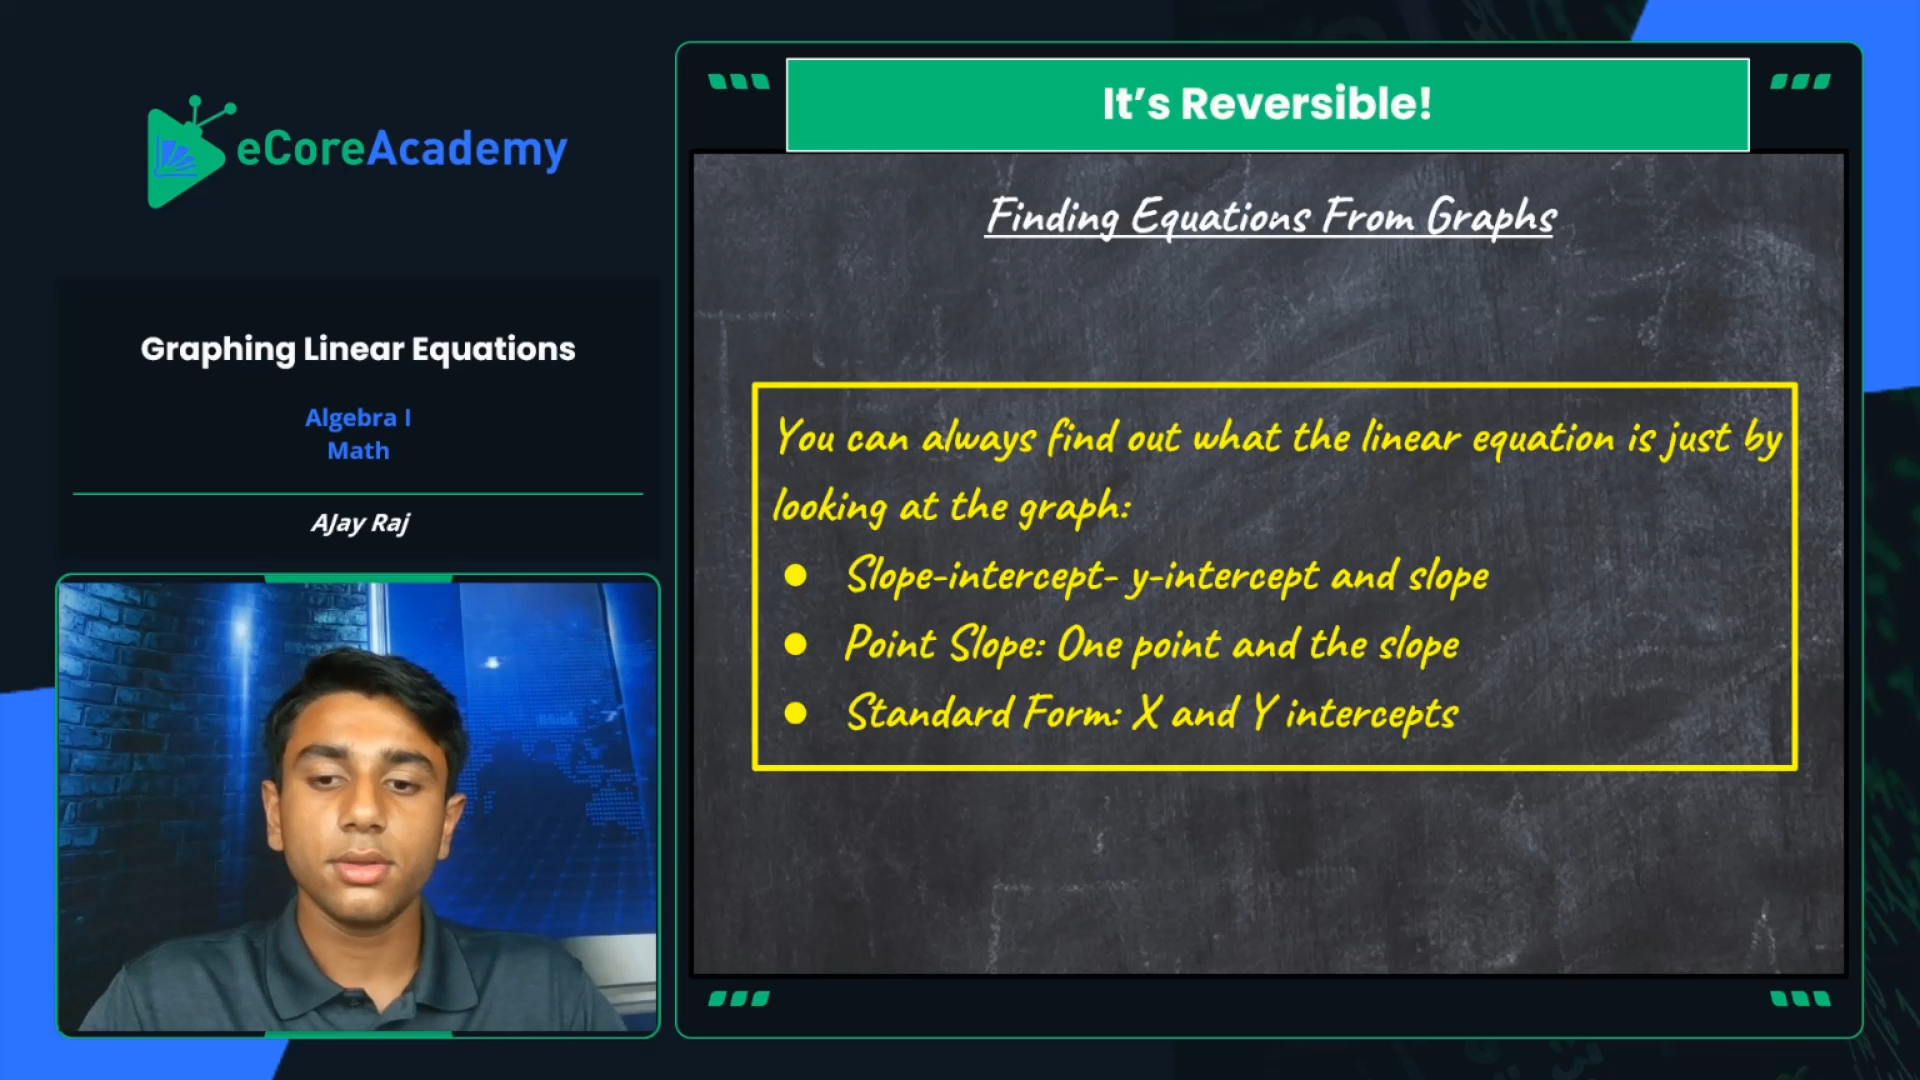 eCoreAcademy
Graphing Linear Equations
Algebra I
Math
AJay Raj
It's Reversible!
Finding Equations From Graphs
You can always find out what the linear equation is just by
looking at the graph:
● Slope-intercept- y-intercept and slope
● Point Slope: One point and the slope
● Standard Form: X and Y intercepts